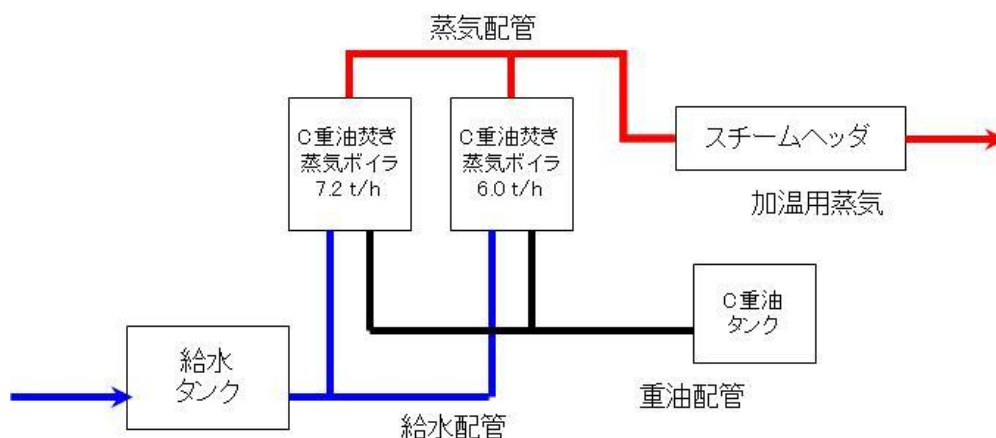 蒸気配管
C重油焚き
蒸気ボイラ
7.2 t/h
C重油焚き
蒸気ボイラ
6.0 t/h
スチームヘッダ
加温用蒸気
C重油
タンク
給水
タンク
重油配管
給水配管